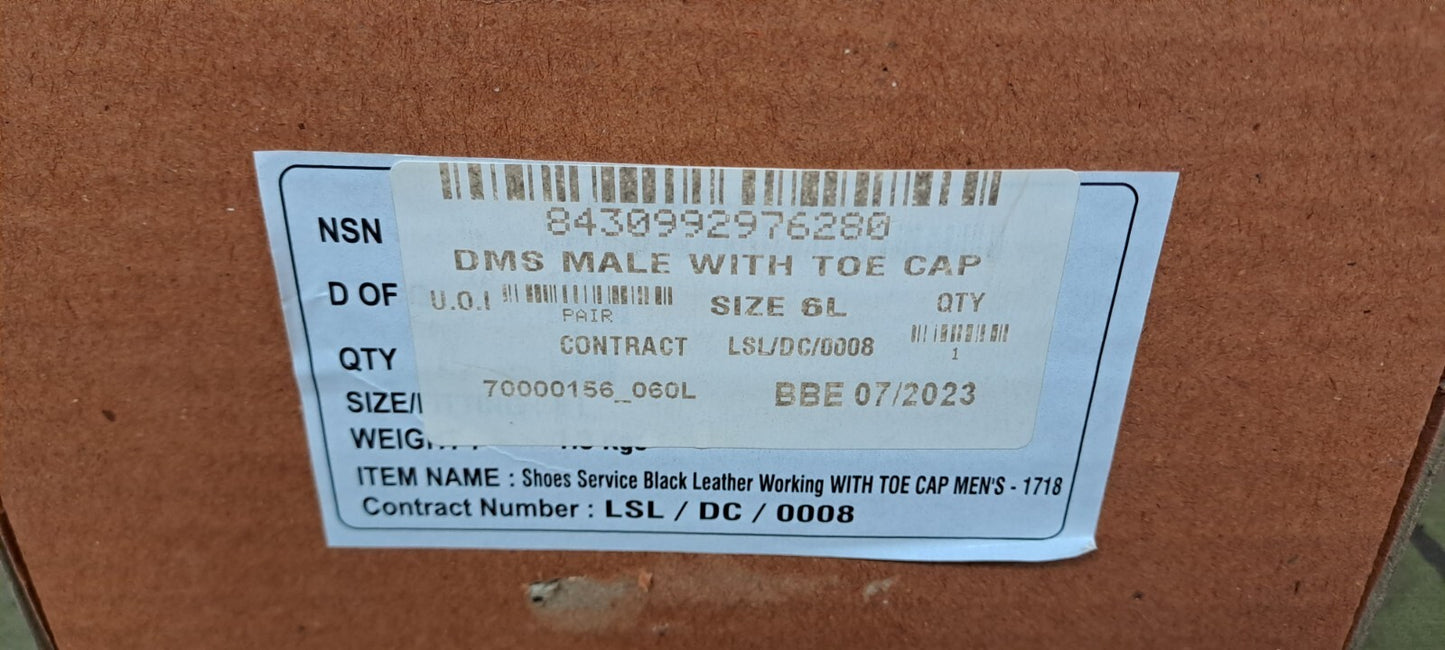 8430992976280
NSN
DMS MALE WITH TOE CAP
D OF
U.O.I
PAIR
SIZE 6L
QTY
1
CONTRACT LSL/DC/0008
QTY
70000156_060L BBE 07/2023
SIZE/
ITEM NAME : Shoes Service Black Leather Working WITH TOE CAP MEN'S - 1718
Contract Number : LSL / DC / 0008